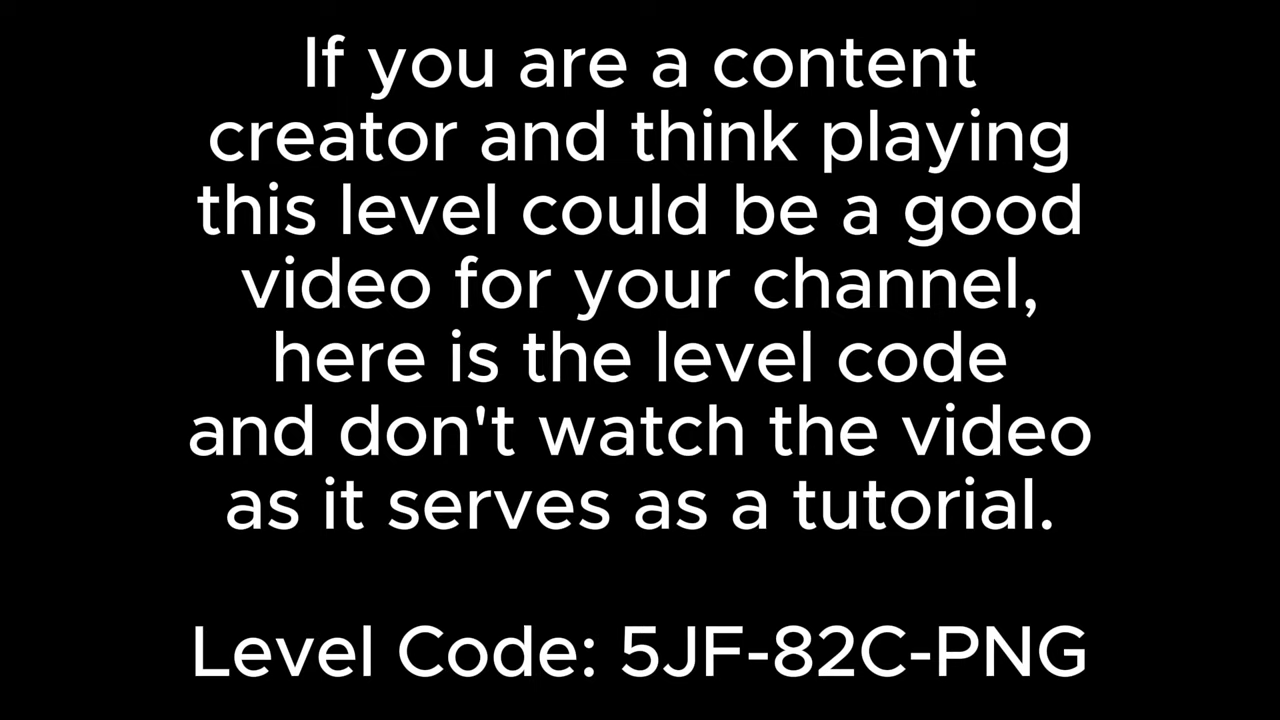 If you are a content
creator and think playing
this level could be a good
video for your channel,
here is the level code
and don't watch the video
as it serves as a tutorial.
Level Code: 5JF-82C-PNG